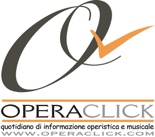 OPERACLICK
quotidiano di informazione operistica e musicale
WWW.OPERACLICK.COM